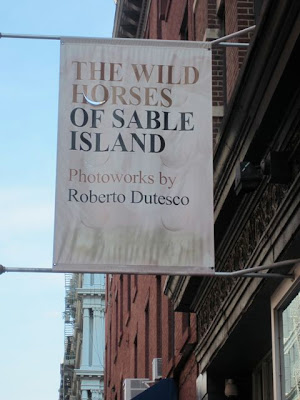 THE WILD
HORSES
OF SABLE
ISLAND
Photoworks by
Roberto Dutesco